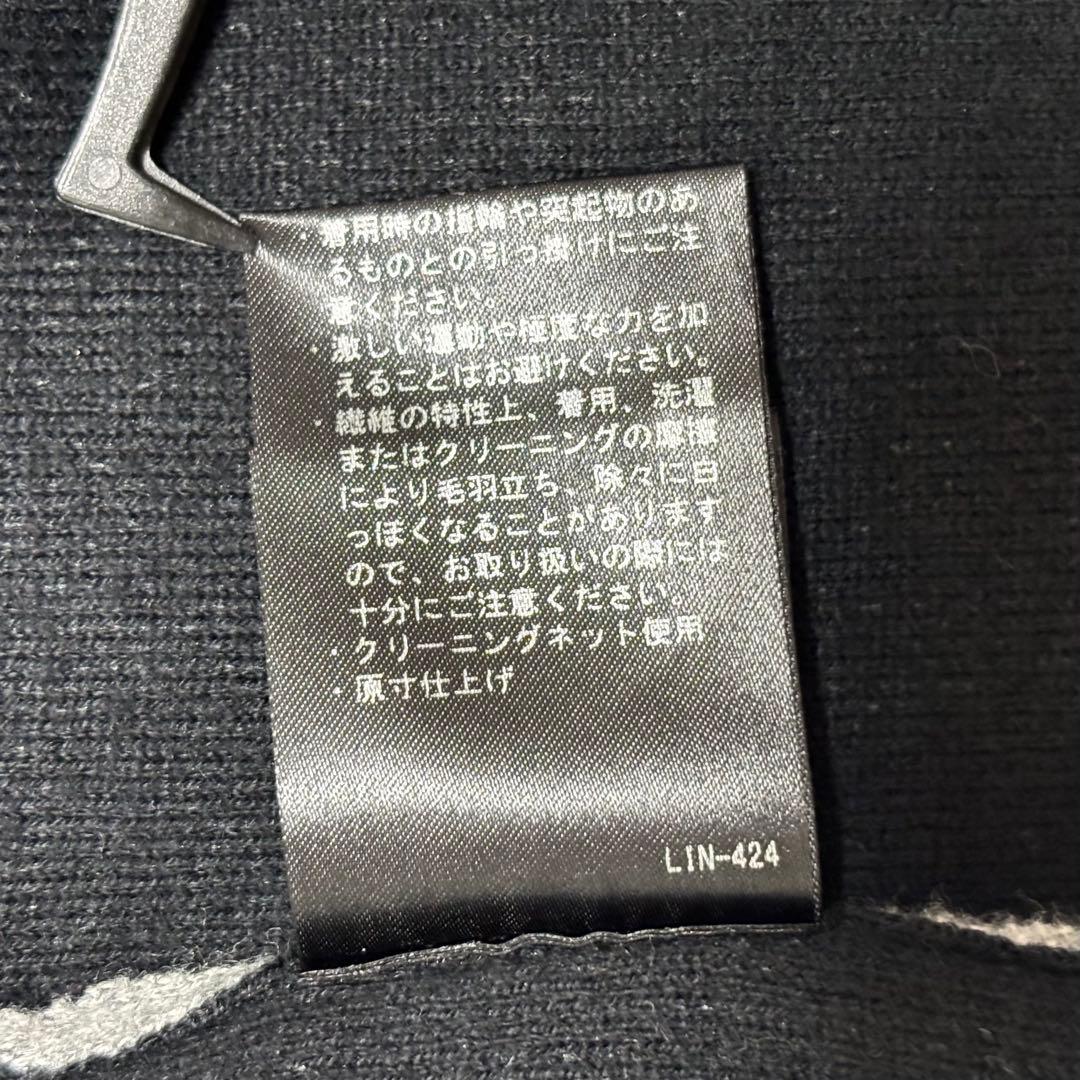 ・着用時の指輪や突起物のあ
るものとの引っ掛けにご注
意ください。
・激しい運動や極度な力を加
えることはお避けください。
・繊維の特性上、着用、洗濯
またはクリーニングの摩擦
により毛羽立ち、除々に白
っぽくなることがあります
ので、お取り扱いの際には
十分にご注意ください。
・クリーニングネット使用
・原寸仕上げ
LIN-424